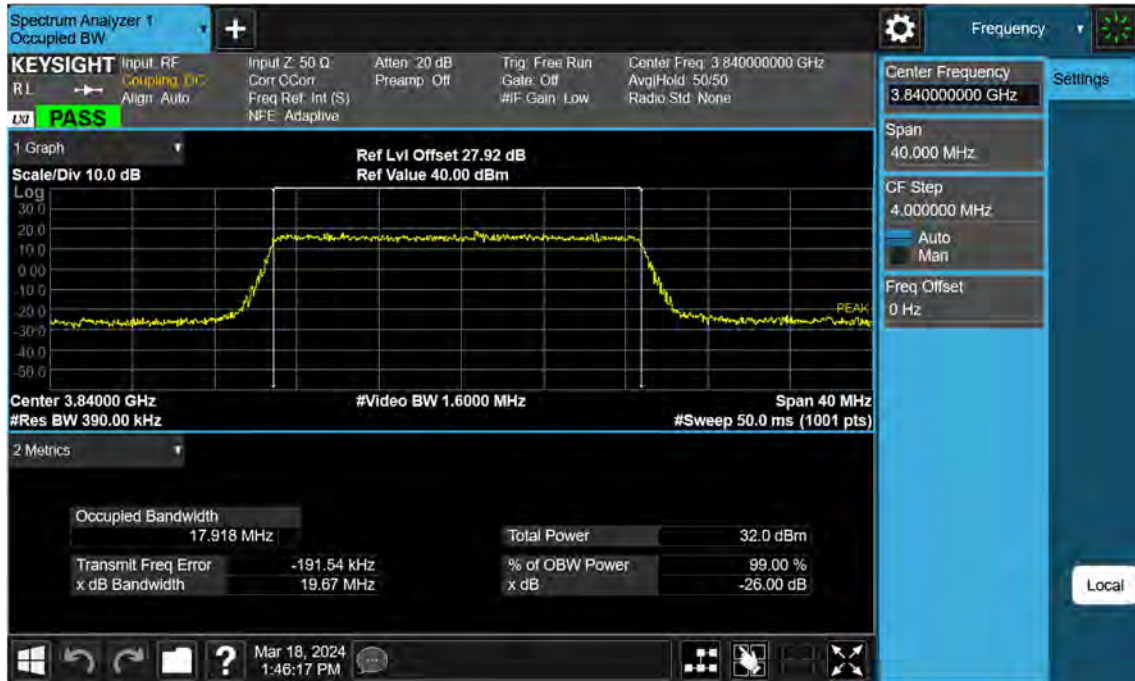 Spectrum Analyzer 1
Occupied BW
+
Frequency
KEYSIGHT Input: RF
R L
Coupling: DC
Align: Auto
LXI PASS
Input Z: 50 Ω
Corr CCorr
Freq Ref: Int (S)
NFE: Adaptive
Atten: 20 dB
Preamp: Off
Trig: Free Run
Gate: Off
#IF Gain: Low
Center Freq: 3.840000000 GHz
Avg|Hold: 50/50
Radio Std: None
Center Frequency
3.840000000 GHz
Settings
Span
40.000 MHz
CF Step
4.000000 MHz
Auto
Man
Freq Offset
0 Hz
1 Graph
Scale/Div 10.0 dB
Ref Lvl Offset 27.92 dB
Ref Value 40.00 dBm
Log
30.0
20.0
10.0
0.00
-10.0
-20.0
-30.0
-40.0
-50.0
PEAK
Center 3.84000 GHz
#Video BW 1.6000 MHz
Span 40 MHz
#Res BW 390.00 kHz
#Sweep 50.0 ms (1001 pts)
2 Metrics
Occupied Bandwidth
17.918 MHz
Total Power 32.0 dBm
Transmit Freq Error -191.54 kHz
% of OBW Power 99.00 %
x dB Bandwidth 19.67 MHz
x dB -26.00 dB
Local
?
Mar 18, 2024
1:46:17 PM